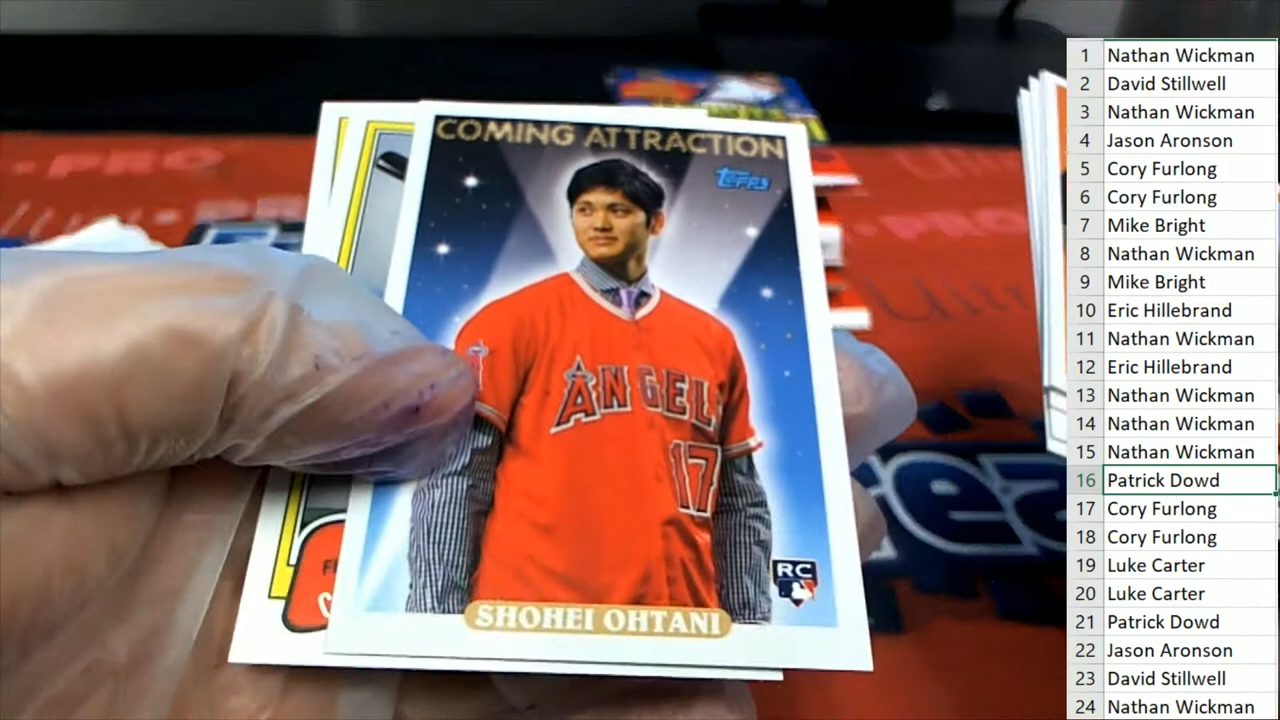 COMING ATTRACTION
TOPPS
ANGEL
17
RC
SHOHEI OHTANI
PRO
1 Nathan Wickman
2 David Stillwell
3 Nathan Wickman
4 Jason Aronson
5 Cory Furlong
6 Cory Furlong
7 Mike Bright
8 Nathan Wickman
9 Mike Bright
10 Eric Hillebrand
11 Nathan Wickman
12 Eric Hillebrand
13 Nathan Wickman
14 Nathan Wickman
15 Nathan Wickman
16 Patrick Dowd
17 Cory Furlong
18 Cory Furlong
19 Luke Carter
20 Luke Carter
21 Patrick Dowd
22 Jason Aronson
23 David Stillwell
24 Nathan Wickman